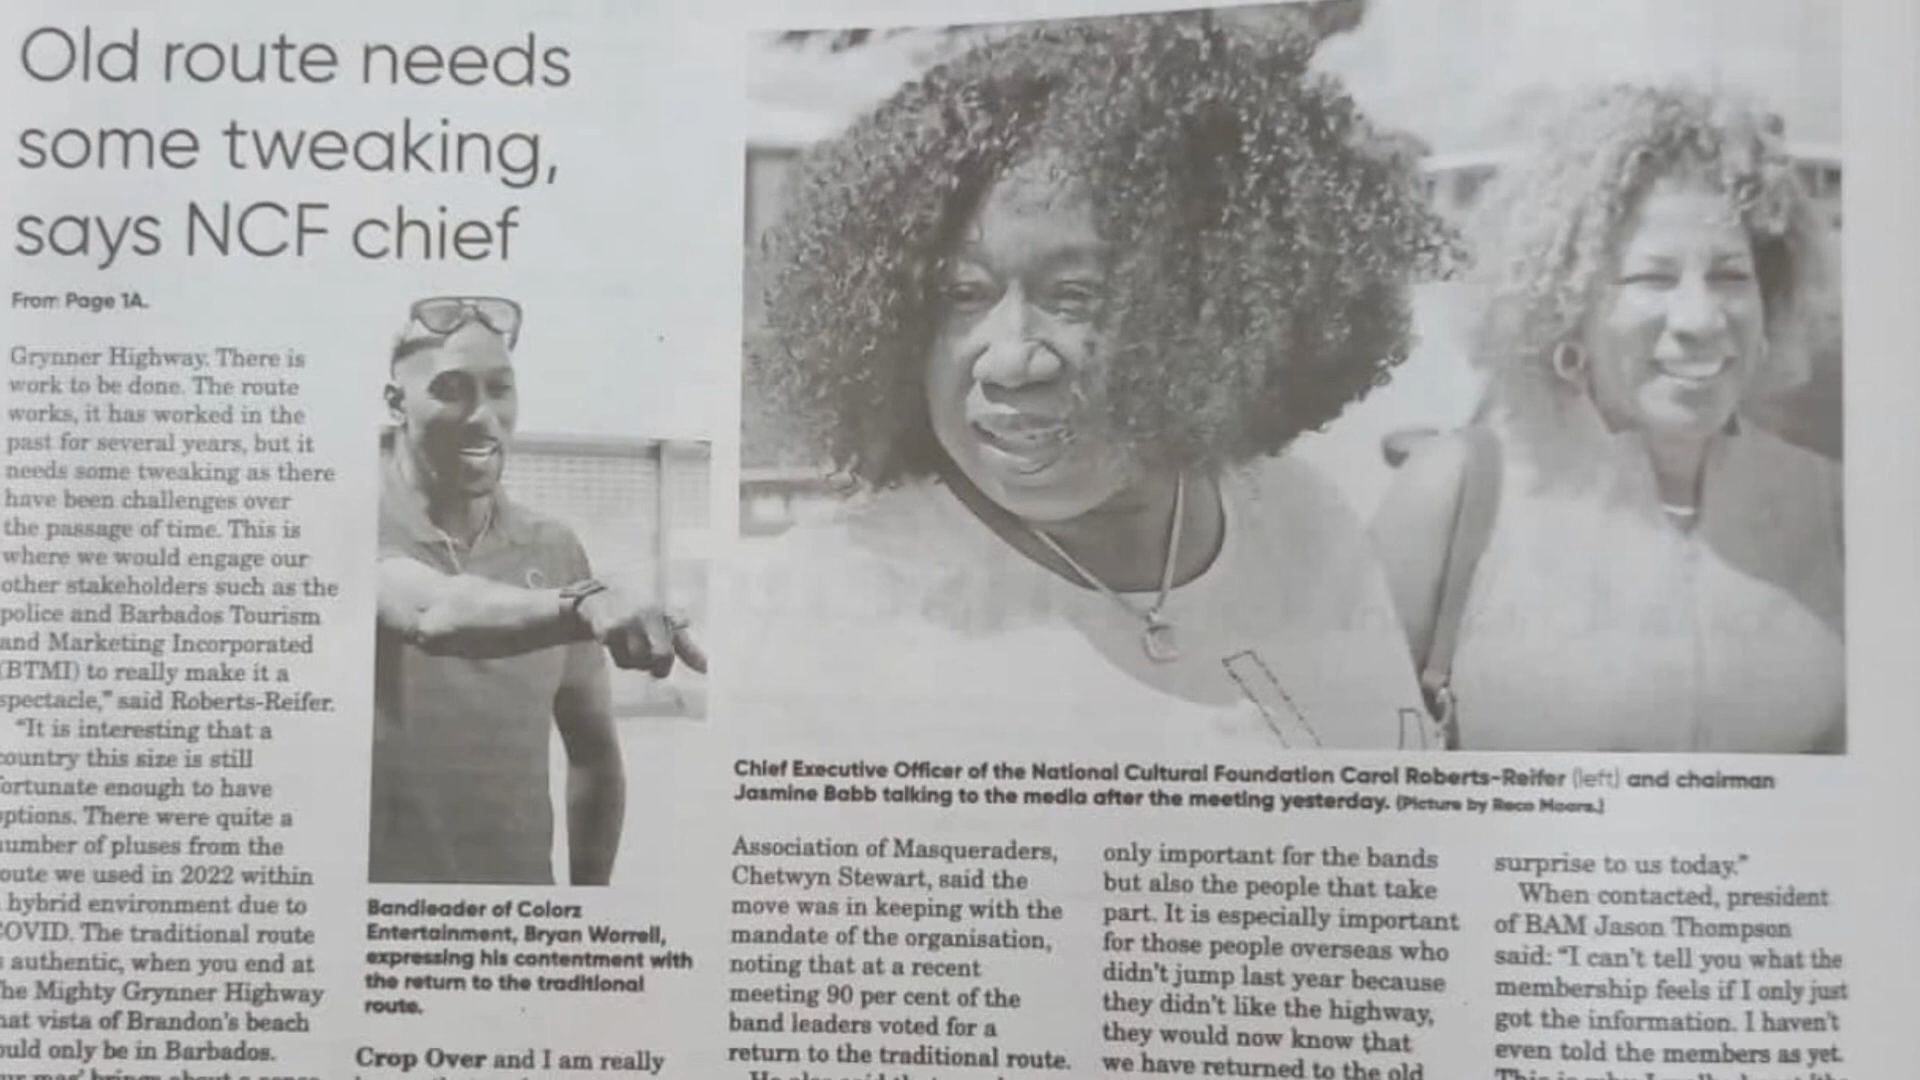 Old route needs
some tweaking,
says NCF chief
From Page 1A.
Grynner Highway. There is
work to be done. The route
works, it has worked in the
past for several years, but it
needs some tweaking as there
have been challenges over
the passage of time. This is
where we would engage our
other stakeholders such as the
police and Barbados Tourism
and Marketing Incorporated
(BTMI) to really make it a
spectacle," said Roberts-Reifer.
"It is interesting that a
country this size is still
fortunate enough to have
options. There were quite a
number of pluses from the
route we used in 2022 within
hybrid environment due to
COVID. The traditional route
authentic, when you end at
the Mighty Grynner Highway
that vista of Brandon's beach
could only be in Barbados.
Bandleader of Colorz
Entertainment, Bryan Worrell,
expressing his contentment with
the return to the traditional
route.
Crop Over and I am really
Chief Executive Officer of the National Cultural Foundation Carol Roberts-Reifer (left) and chairman
Jasmine Babb talking to the media after the meeting yesterday. (Picture by Reco Moore.)
Association of Masqueraders,
Chetwyn Stewart, said the
move was in keeping with the
mandate of the organisation,
noting that at a recent
meeting 90 per cent of the
band leaders voted for a
return to the traditional route.
only important for the bands
but also the people that take
part. It is especially important
for those people overseas who
didn't jump last year because
they didn't like the highway,
they would now know that
we have returned to the old
surprise to us today."
When contacted, president
of BAM Jason Thompson
said: "I can't tell you what the
membership feels if I only just
got the information. I haven't
even told the members as yet.